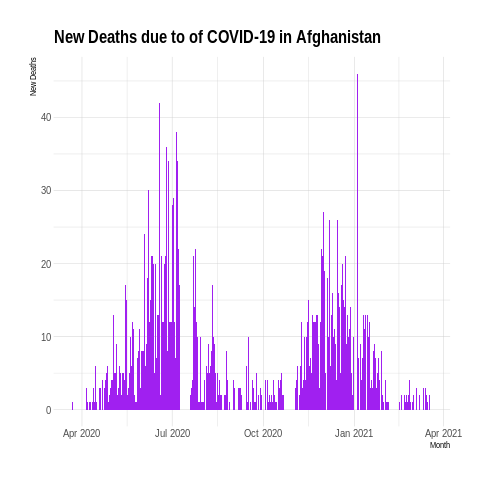 New Deaths due to of COVID-19 in Afghanistan
New Deaths
40
30
20
10
0
Apr 2020 Jul 2020 Oct 2020 Jan 2021 Apr 2021
Month